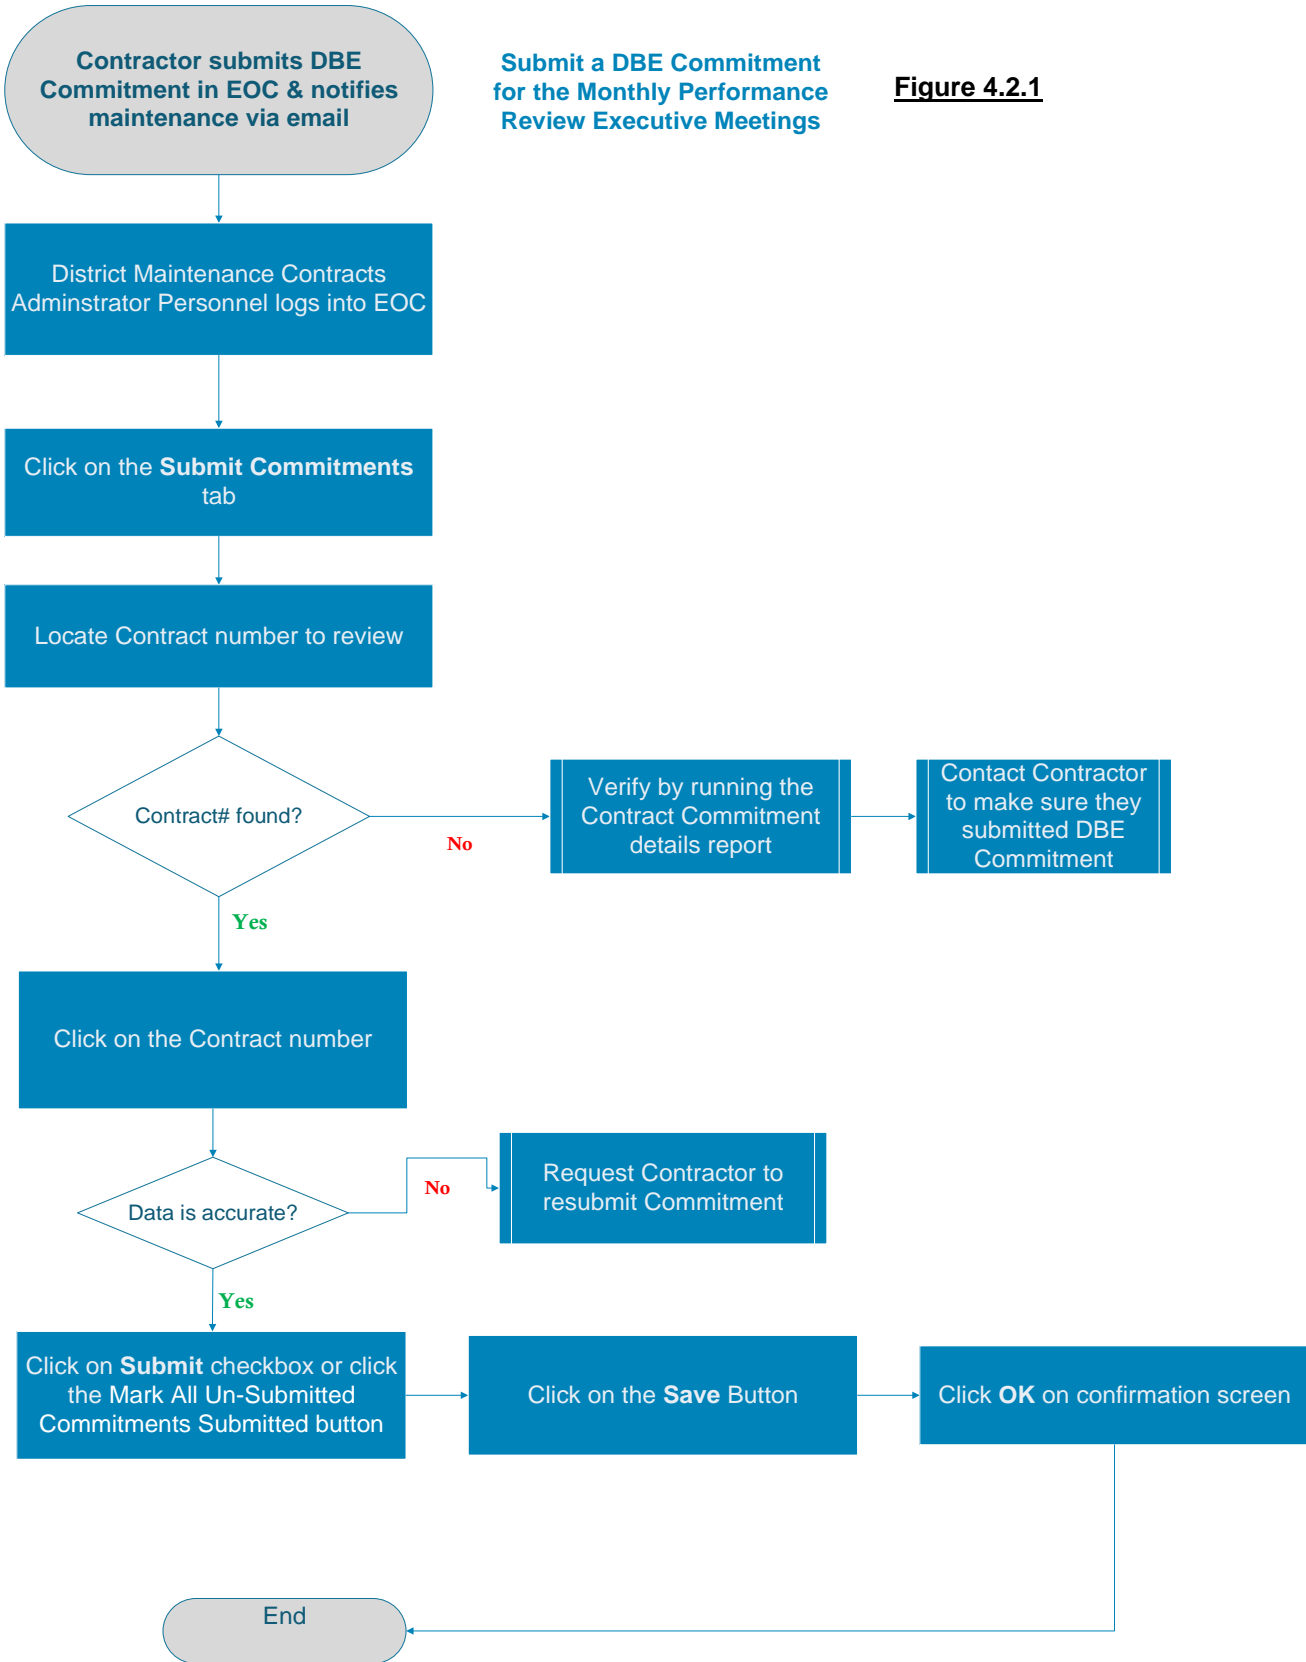 Contractor submits DBE
Commitment in EOC & notifies
maintenance via email
Submit a DBE Commitment
for the Monthly Performance
Review Executive Meetings
Figure 4.2.1
District Maintenance Contracts
Adminstrator Personnel logs into EOC
Click on the Submit Commitments
tab
Locate Contract number to review
Contract# found?
No
Verify by running the
Contract Commitment
details report
Contact Contractor
to make sure they
submitted DBE
Commitment
Yes
Click on the Contract number
Data is accurate?
No
Request Contractor to
resubmit Commitment
Yes
Click on Submit checkbox or click
the Mark All Un-Submitted
Commitments Submitted button
Click on the Save Button
Click OK on confirmation screen
End